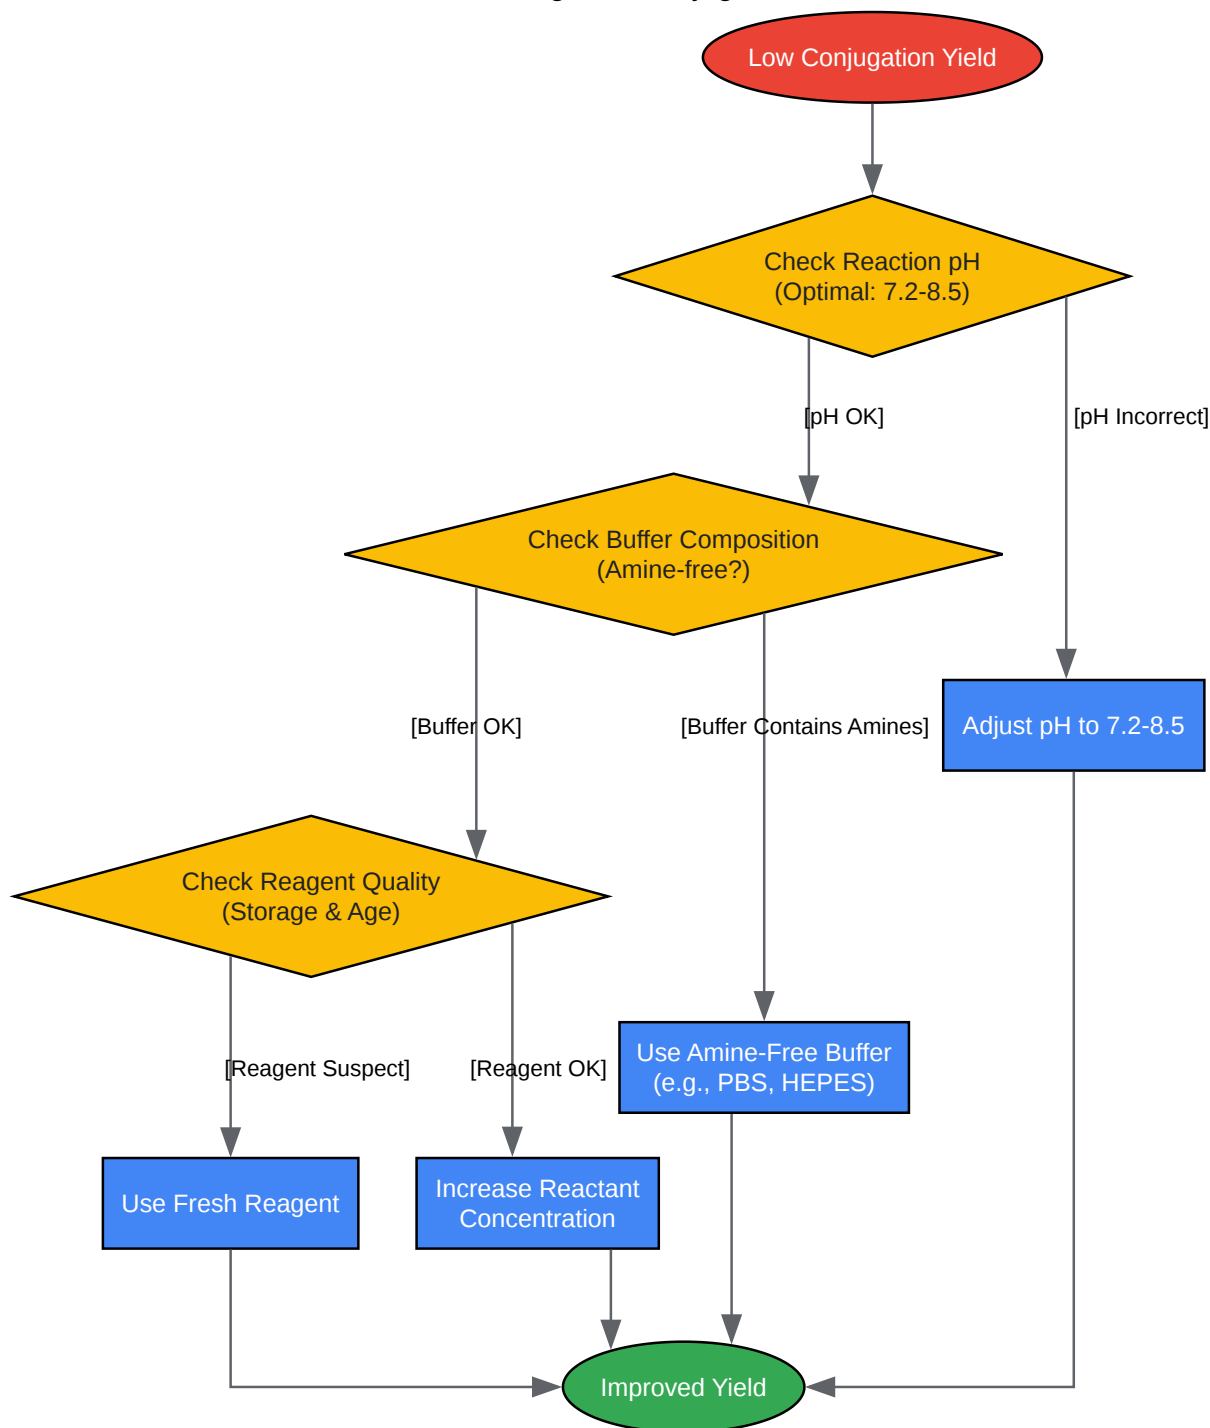 Low Conjugation Yield
Check Reaction pH
(Optimal: 7.2-8.5)
[pH OK]
[pH Incorrect]
Check Buffer Composition
(Amine-free?)
[Buffer OK]
[Buffer Contains Amines]
Adjust pH to 7.2-8.5
Check Reagent Quality
(Storage & Age)
[Reagent Suspect]
[Reagent OK]
Use Amine-Free Buffer
(e.g., PBS, HEPES)
Use Fresh Reagent
Increase Reactant
Concentration
Improved Yield